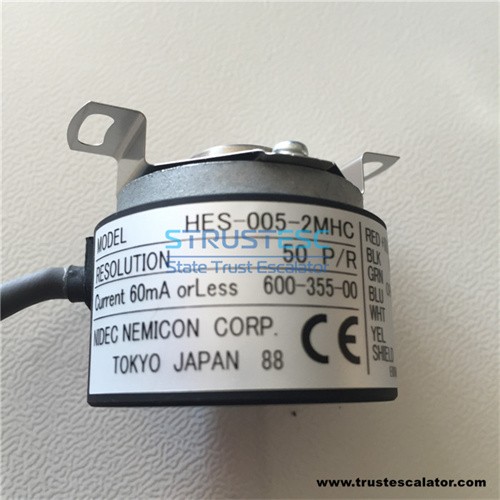 MODEL HES-005-2MHC
RESOLUTION 50 P/R
Current 60mA orLess 600-355-00
NIDEC NEMICON CORP.
TOKYO JAPAN 88
CE
RED
BLK
GRN
BLU
WHT
YEL
SHIELD
STRUSTESC
State Trust Escalator
www.trustescalator.com